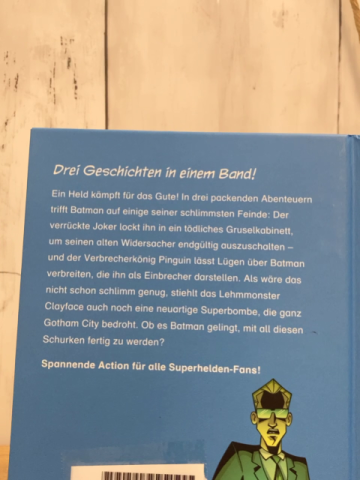 Drei Geschichten in einem Band!
Ein Held kämpft für das Gute! In drei packenden Abenteuern
trifft Batman auf einige seiner schlimmsten Feinde: Der
verrückte Joker lockt ihn in ein tödliches Gruselkabinett,
um seinen alten Widersacher endgültig auszuschalten –
und der Verbrecherkönig Pinguin lässt Lügen über Batman
verbreiten, die ihn als Einbrecher darstellen. Als wäre das
nicht schon schlimm genug, stiehlt das Lehmmonster
Clayface auch noch eine neuartige Superbombe, die ganz
Gotham City bedroht. Ob es Batman gelingt, mit all diesen
Schurken fertig zu werden?
Spannende Action für alle Superhelden-Fans!